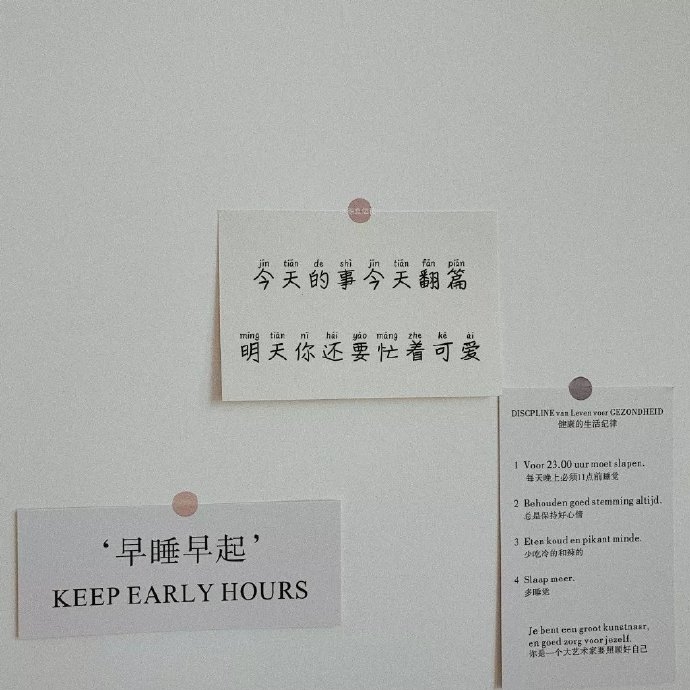 jīn tiān de shì jīn tiān fān piān
今天的事今天翻篇
míng tiān nǐ hái yào máng zhe kě ài
明天你还要忙着可爱
‘早睡早起’
KEEP EARLY HOURS
DISCPLINE van Leven voer GEZONDHEID
健康的生活纪律
1 Voor 23.00 uur moet slapen.
每天晚上必须11点前睡觉
2 Behouden goed stemming altijd.
总是保持好心情
3 Eten koud en pikant minde.
少吃冷的和辣的
4 Slaap meer.
多睡觉
Je bent een groot kunstnaar,
en goed zorg voor jezelf.
你是一个大艺术家要照顾好自己